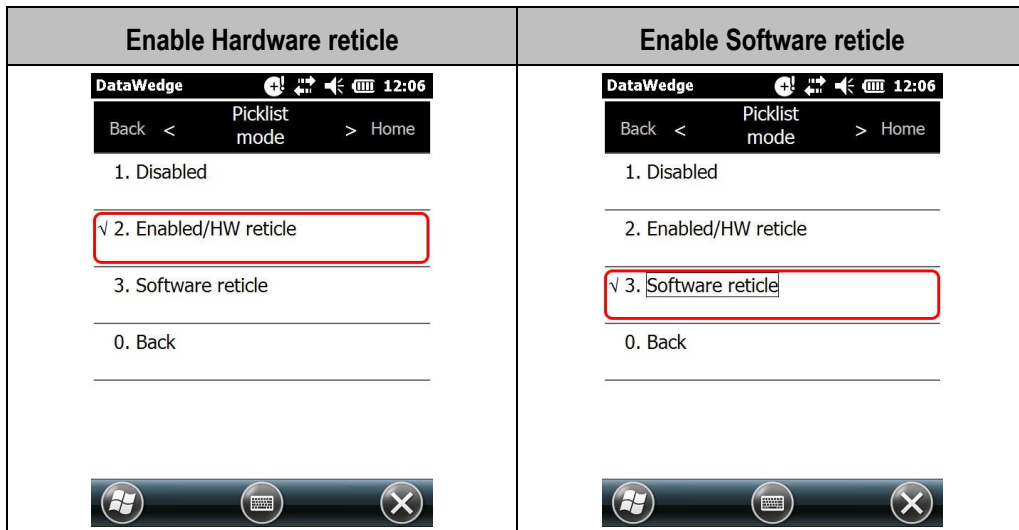 Enable Hardware reticle
DataWedge 12:06
Back < Picklist mode > Home
1. Disabled
√ 2. Enabled/HW reticle
3. Software reticle
0. Back
Enable Software reticle
DataWedge 12:06
Back < Picklist mode > Home
1. Disabled
2. Enabled/HW reticle
√ 3. Software reticle
0. Back